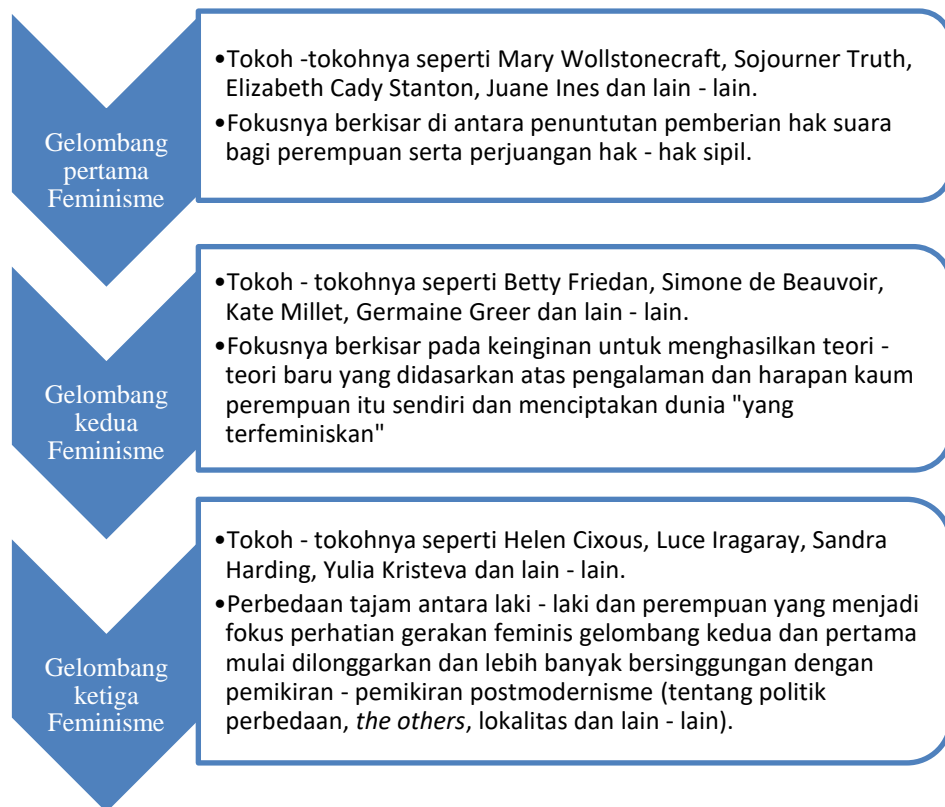 Gelombang
pertama
Feminisme
•Tokoh -tokohnya seperti Mary Wollstonecraft, Sojourner Truth,
Elizabeth Cady Stanton, Juane Ines dan lain - lain.
•Fokusnya berkisar di antara penuntutan pemberian hak suara
bagi perempuan serta perjuangan hak - hak sipil.
Gelombang
kedua
Feminisme
•Tokoh - tokohnya seperti Betty Friedan, Simone de Beauvoir,
Kate Millet, Germaine Greer dan lain - lain.
•Fokusnya berkisar pada keinginan untuk menghasilkan teori -
teori baru yang didasarkan atas pengalaman dan harapan kaum
perempuan itu sendiri dan menciptakan dunia "yang
terfeminiskan"
Gelombang
ketiga
Feminisme
•Tokoh - tokohnya seperti Helen Cixous, Luce Iragaray, Sandra
Harding, Yulia Kristeva dan lain - lain.
•Perbedaan tajam antara laki - laki dan perempuan yang menjadi
fokus perhatian gerakan feminis gelombang kedua dan pertama
mulai dilonggarkan dan lebih banyak bersinggungan dengan
pemikiran - pemikiran postmodernisme (tentang politik
perbedaan, the others, lokalitas dan lain - lain).